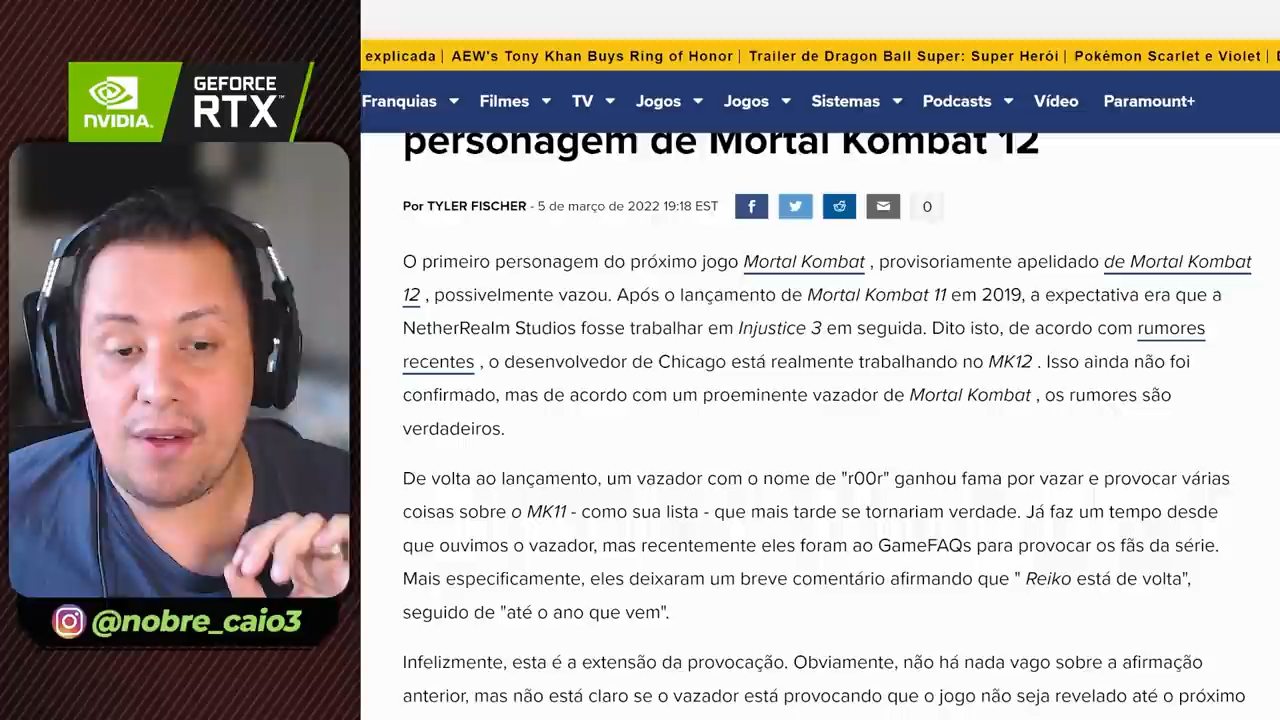 explicada | AEW's Tony Khan Buys Ring of Honor | Trailer de Dragon Ball Super: Super Herói | Pokémon Scarlet e Violet |
NVIDIA.
GEFORCE
RTX™
Franquias Filmes TV Jogos Jogos Sistemas Podcasts Vídeo Paramount+
personagem de Mortal Kombat 12
Por TYLER FISCHER - 5 de março de 2022 19:18 EST 0
O primeiro personagem do próximo jogo Mortal Kombat , provisoriamente apelidado de Mortal Kombat
12 , possivelmente vazou. Após o lançamento de Mortal Kombat 11 em 2019, a expectativa era que a
NetherRealm Studios fosse trabalhar em Injustice 3 em seguida. Dito isto, de acordo com rumores
recentes , o desenvolvedor de Chicago está realmente trabalhando no MK12 . Isso ainda não foi
confirmado, mas de acordo com um proeminente vazador de Mortal Kombat , os rumores são
verdadeiros.
De volta ao lançamento, um vazador com o nome de "r00r" ganhou fama por vazar e provocar várias
coisas sobre o MK11 - como sua lista - que mais tarde se tornariam verdade. Já faz um tempo desde
que ouvimos o vazador, mas recentemente eles foram ao GameFAQs para provocar os fãs da série.
Mais especificamente, eles deixaram um breve comentário afirmando que " Reiko está de volta",
seguido de "até o ano que vem".
Infelizmente, esta é a extensão da provocação. Obviamente, não há nada vago sobre a afirmação
anterior, mas não está claro se o vazador está provocando que o jogo não seja revelado até o próximo
@nobre_caio3